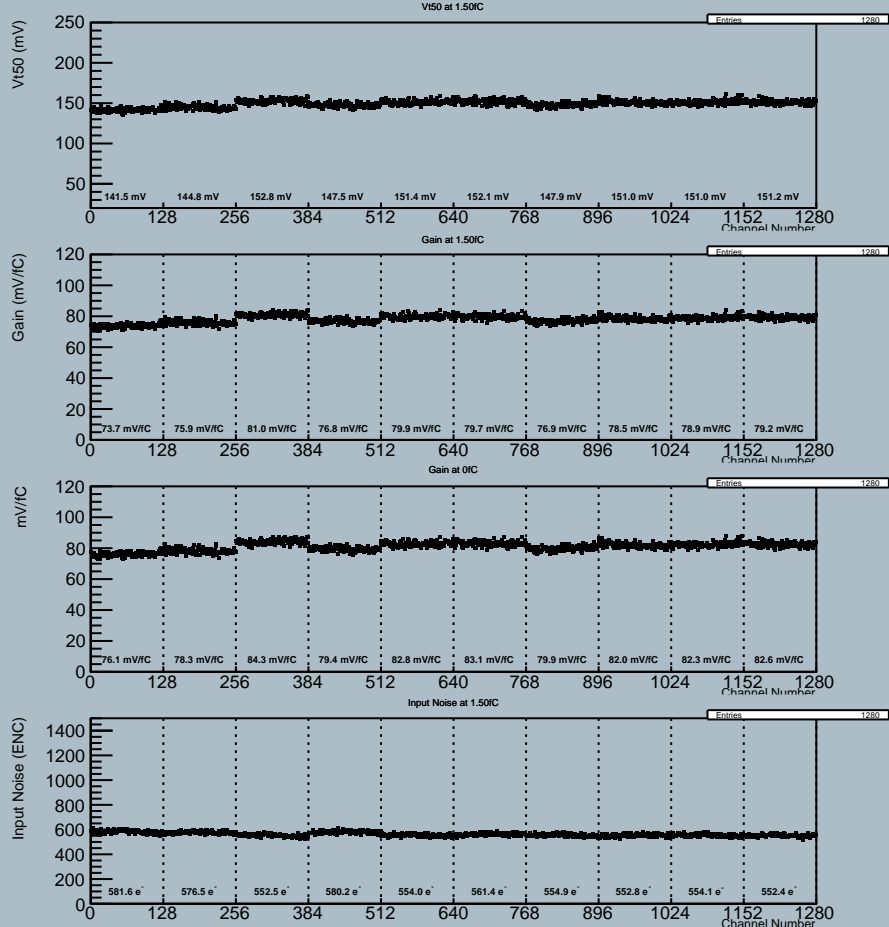 Vt50 at 1.50fC
Entries 1280
Vt50 (mV)
250
200
150
100
50
141.5 mV 144.8 mV 152.8 mV 147.5 mV 151.4 mV 152.1 mV 147.9 mV 151.0 mV 151.0 mV 151.2 mV
0 128 256 384 512 640 768 896 1024 1152 1280
Channel Number
Gain at 1.50fC
Entries 1280
Gain (mV/fC)
120
100
80
60
40
20
0
73.7 mV/fC 75.9 mV/fC 81.0 mV/fC 76.8 mV/fC 79.9 mV/fC 79.7 mV/fC 76.9 mV/fC 78.5 mV/fC 78.9 mV/fC 79.2 mV/fC
0 128 256 384 512 640 768 896 1024 1152 1280
Channel Number
Gain at 0fC
Entries 1280
mV/fC
120
100
80
60
40
20
0
76.1 mV/fC 78.3 mV/fC 84.3 mV/fC 79.4 mV/fC 82.8 mV/fC 83.1 mV/fC 79.9 mV/fC 82.0 mV/fC 82.3 mV/fC 82.6 mV/fC
0 128 256 384 512 640 768 896 1024 1152 1280
Channel Number
Input Noise at 1.50fC
Entries 1280
Input Noise (ENC)
1400
1200
1000
800
600
400
200
0
581.6 e⁻ 576.5 e⁻ 552.5 e⁻ 580.2 e⁻ 554.0 e⁻ 561.4 e⁻ 554.9 e⁻ 552.8 e⁻ 554.1 e⁻ 552.4 e⁻
0 128 256 384 512 640 768 896 1024 1152 1280
Channel Number